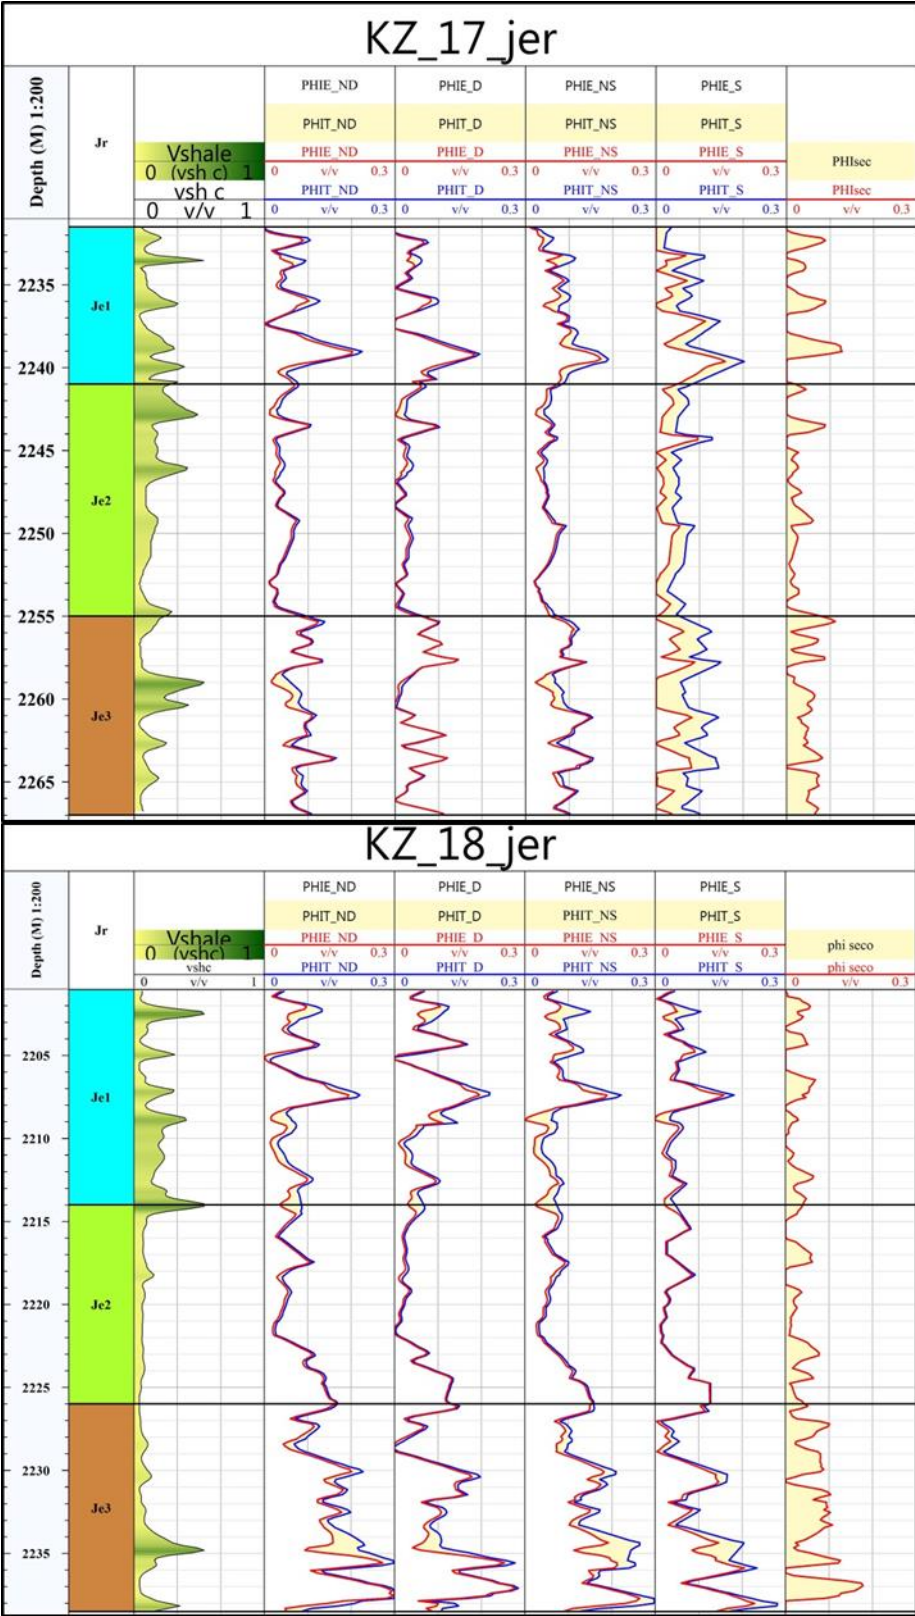 KZ_17_jer
Depth (M) 1:200
Jr
PHIE_ND PHIE_D PHIE_NS PHIE_S
PHIT_ND PHIT_D PHIT_NS PHIT_S
Vshale PHIE_ND PHIE_D PHIE_NS PHIE_S PHIsec
0 (vsh c) 1 0 v/v 0.3 0 v/v 0.3 0 v/v 0.3 0 v/v 0.3
vsh c PHIT_ND PHIT_D PHIT_NS PHIT_S PHIsec
0 v/v 1 0 v/v 0.3 0 v/v 0.3 0 v/v 0.3 0 v/v 0.3 0 v/v 0.3
2235
Je1
2240
2245
Je2
2250
2255
2260
Je3
2265
KZ_18_jer
Depth (M) 1:200
Jr
PHIE_ND PHIE_D PHIE_NS PHIE_S
PHIT_ND PHIT_D PHIT_NS PHIT_S
Vshale PHIE_ND PHIE_D PHIE_NS PHIE_S phi seco
0 (vshc) 1 0 v/v 0.3 0 v/v 0.3 0 v/v 0.3 0 v/v 0.3
vshc PHIT_ND PHIT_D PHIT_NS PHIT_S phi seco
0 v/v 1 0 v/v 0.3 0 v/v 0.3 0 v/v 0.3 0 v/v 0.3 0 v/v 0.3
2205
Je1
2210
2215
Je2
2220
2225
2230
Je3
2235